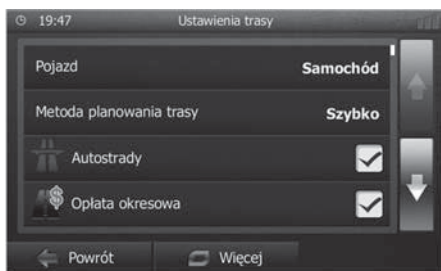 19:47 Ustawienia trasy
Pojazd Samochód
Metoda planowania trasy Szybko
Autostrady
Opłata okresowa
Powrót Więcej